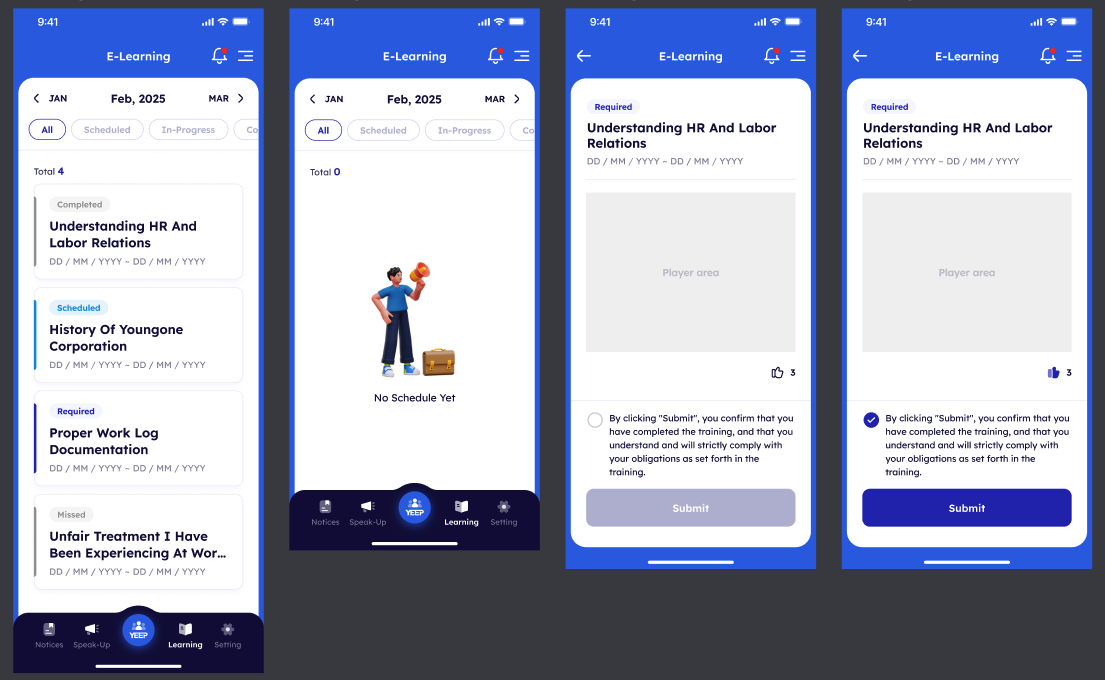 9:41
E-Learning
JAN Feb, 2025 MAR
All Scheduled In-Progress Co
Total 4
Completed
Understanding HR And
Labor Relations
DD / MM / YYYY ~ DD / MM / YYYY
Scheduled
History Of Youngone
Corporation
DD / MM / YYYY ~ DD / MM / YYYY
Required
Proper Work Log
Documentation
DD / MM / YYYY ~ DD / MM / YYYY
Missed
Unfair Treatment I Have
Been Experiencing At Wor...
DD / MM / YYYY ~ DD / MM / YYYY
Notices Speak-Up YEEP Learning Setting
9:41
E-Learning
JAN Feb, 2025 MAR
All Scheduled In-Progress Co
Total 0
No Schedule Yet
Notices Speak-Up YEEP Learning Setting
9:41
E-Learning
Required
Understanding HR And Labor
Relations
DD / MM / YYYY ~ DD / MM / YYYY
Player area
3
By clicking "Submit", you confirm that you
have completed the training, and that you
understand and will strictly comply with
your obligations as set forth in the
training.
Submit
9:41
E-Learning
Required
Understanding HR And Labor
Relations
DD / MM / YYYY ~ DD / MM / YYYY
Player area
3
By clicking "Submit", you confirm that you
have completed the training, and that you
understand and will strictly comply with
your obligations as set forth in the
training.
Submit